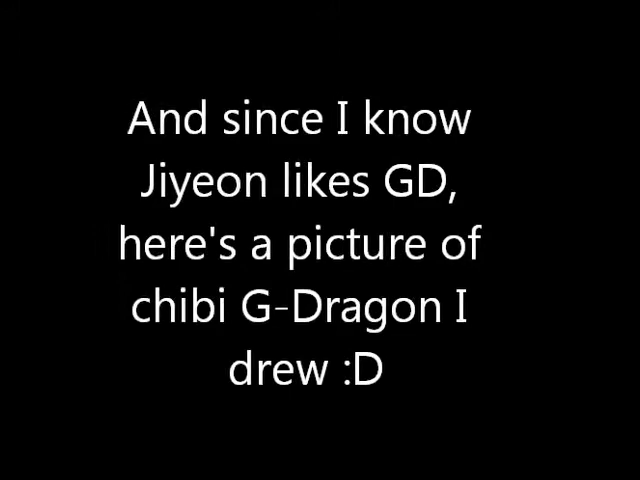 And since I know
Jiyeon likes GD,
here's a picture of
chibi G-Dragon I
drew :D